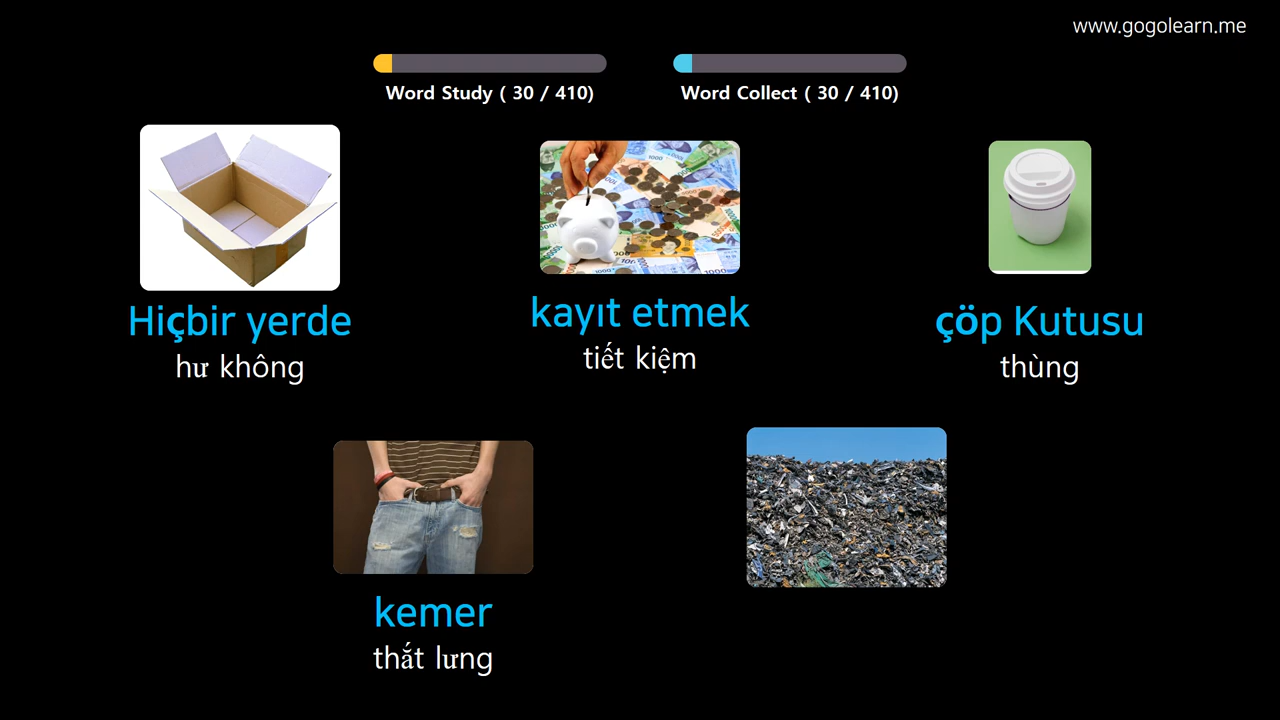 www.gogolearn.me
Word Study ( 30 / 410)
Word Collect ( 30 / 410)
Hiçbir yerde
hư không
kayıt etmek
tiết kiệm
çöp Kutusu
thùng
kemer
thắt lưng